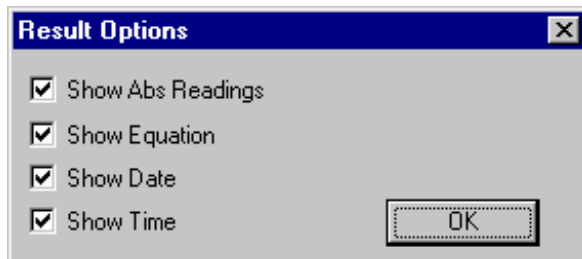 Result Options
Show Abs Readings
Show Equation
Show Date
Show Time
OK